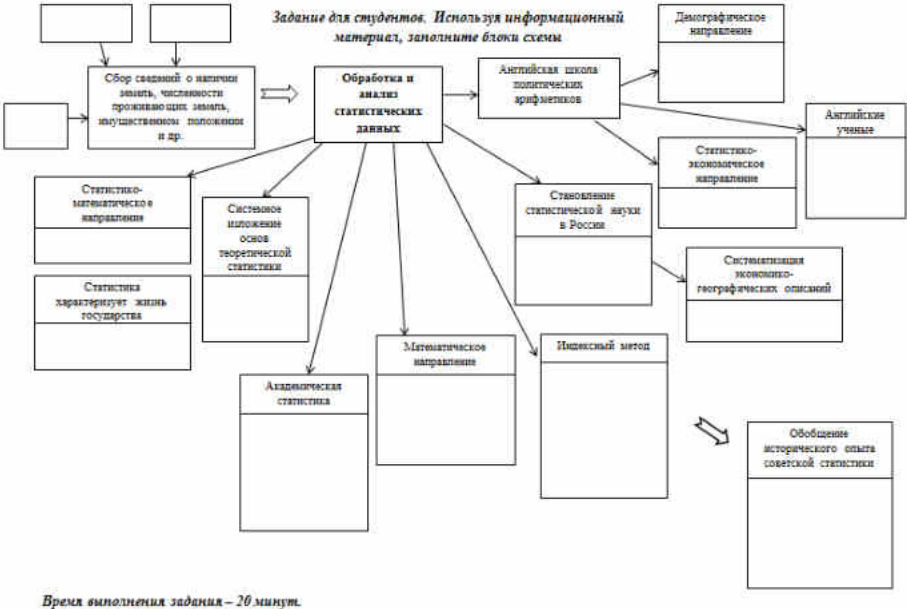 Задание для студентов. Используя информационный
материал, заполните блоки схемы
Сбор сведений о наличии
земель, численности
проживающих земель,
имущественном положении
и др.
Обработка и
анализ
статистических
данных
Английская школа
политических
арифметиков
Демографическое
направление
Английские
ученые
Статистико-
экономическое
направление
Статистико-
математическое
направление
Системное
изложение
основ
теоретической
статистики
Становление
статистической науки
в России
Систематизация
экономико-
географических описаний
Статистика
характеризует жизнь
государства
Математическое
направление
Индексный метод
Академическая
статистика
Обобщение
исторического опыта
советской статистики
Время выполнения задания – 20 минут.